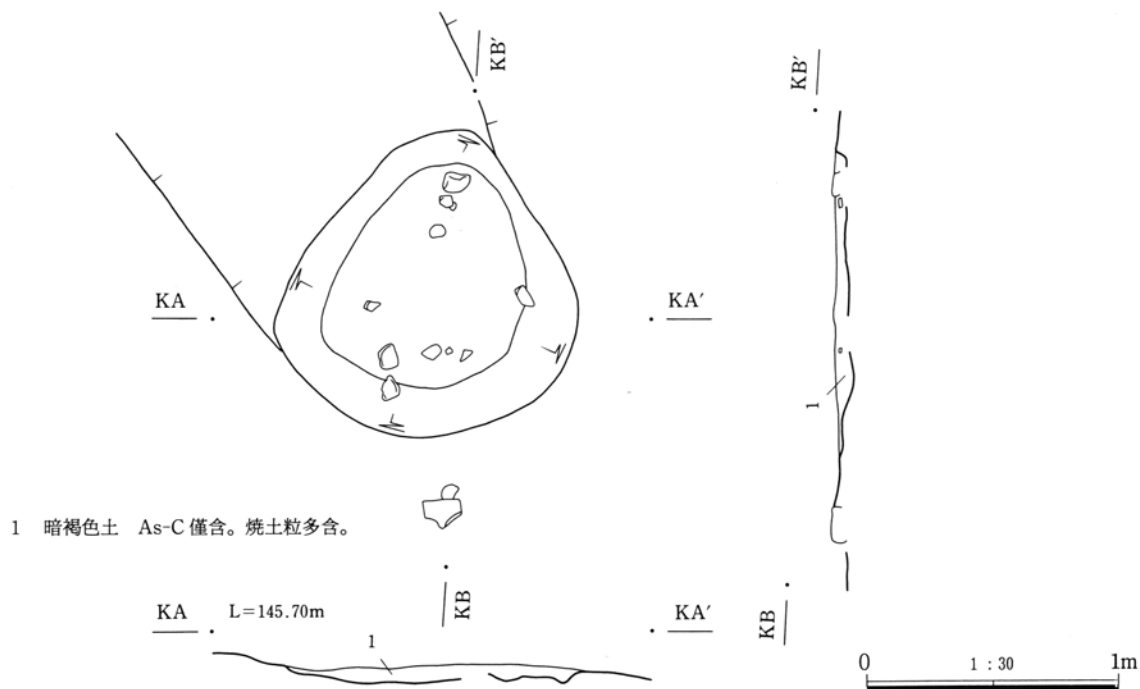 KB′
KB′
KA
KA′
1
1 暗褐色土 As-C 僅含。焼土粒多含。
KB
KB
KA L=145.70m KA′
1
0 1:30 1m